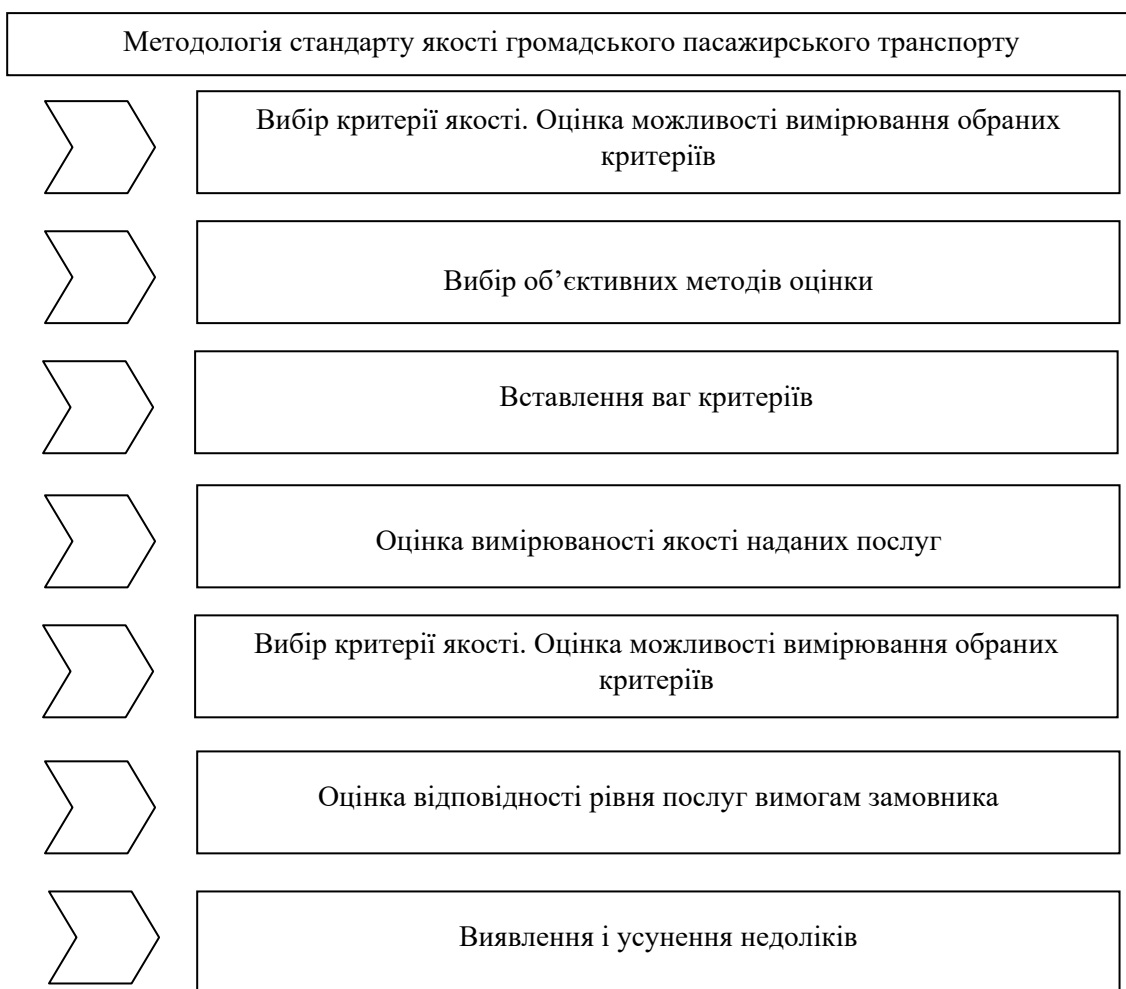 Методологія стандарту якості громадського пасажирського транспорту
Вибір критерії якості. Оцінка можливості вимірювання обраних
критеріїв
Вибір об’єктивних методів оцінки
Вставлення ваг критеріїв
Оцінка вимірюваності якості наданих послуг
Вибір критерії якості. Оцінка можливості вимірювання обраних
критеріїв
Оцінка відповідності рівня послуг вимогам замовника
Виявлення і усунення недоліків